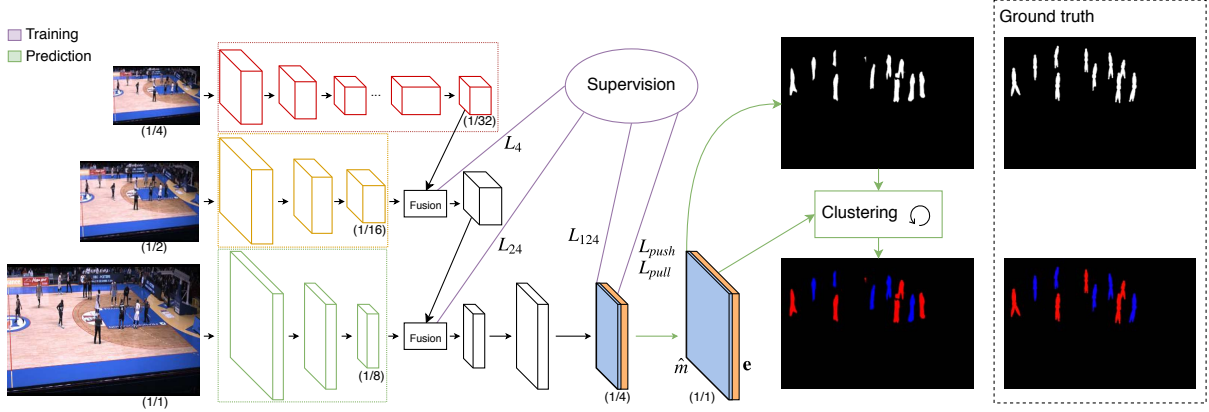 Training
Prediction
Ground truth
(1/4)
...
(1/32)
Supervision
L4
Fusion
(1/2)
(1/16)
L24
L124
Lpush
Lpull
Clustering
(1/1)
(1/8)
Fusion
(1/4)
m̂
(1/1)
e